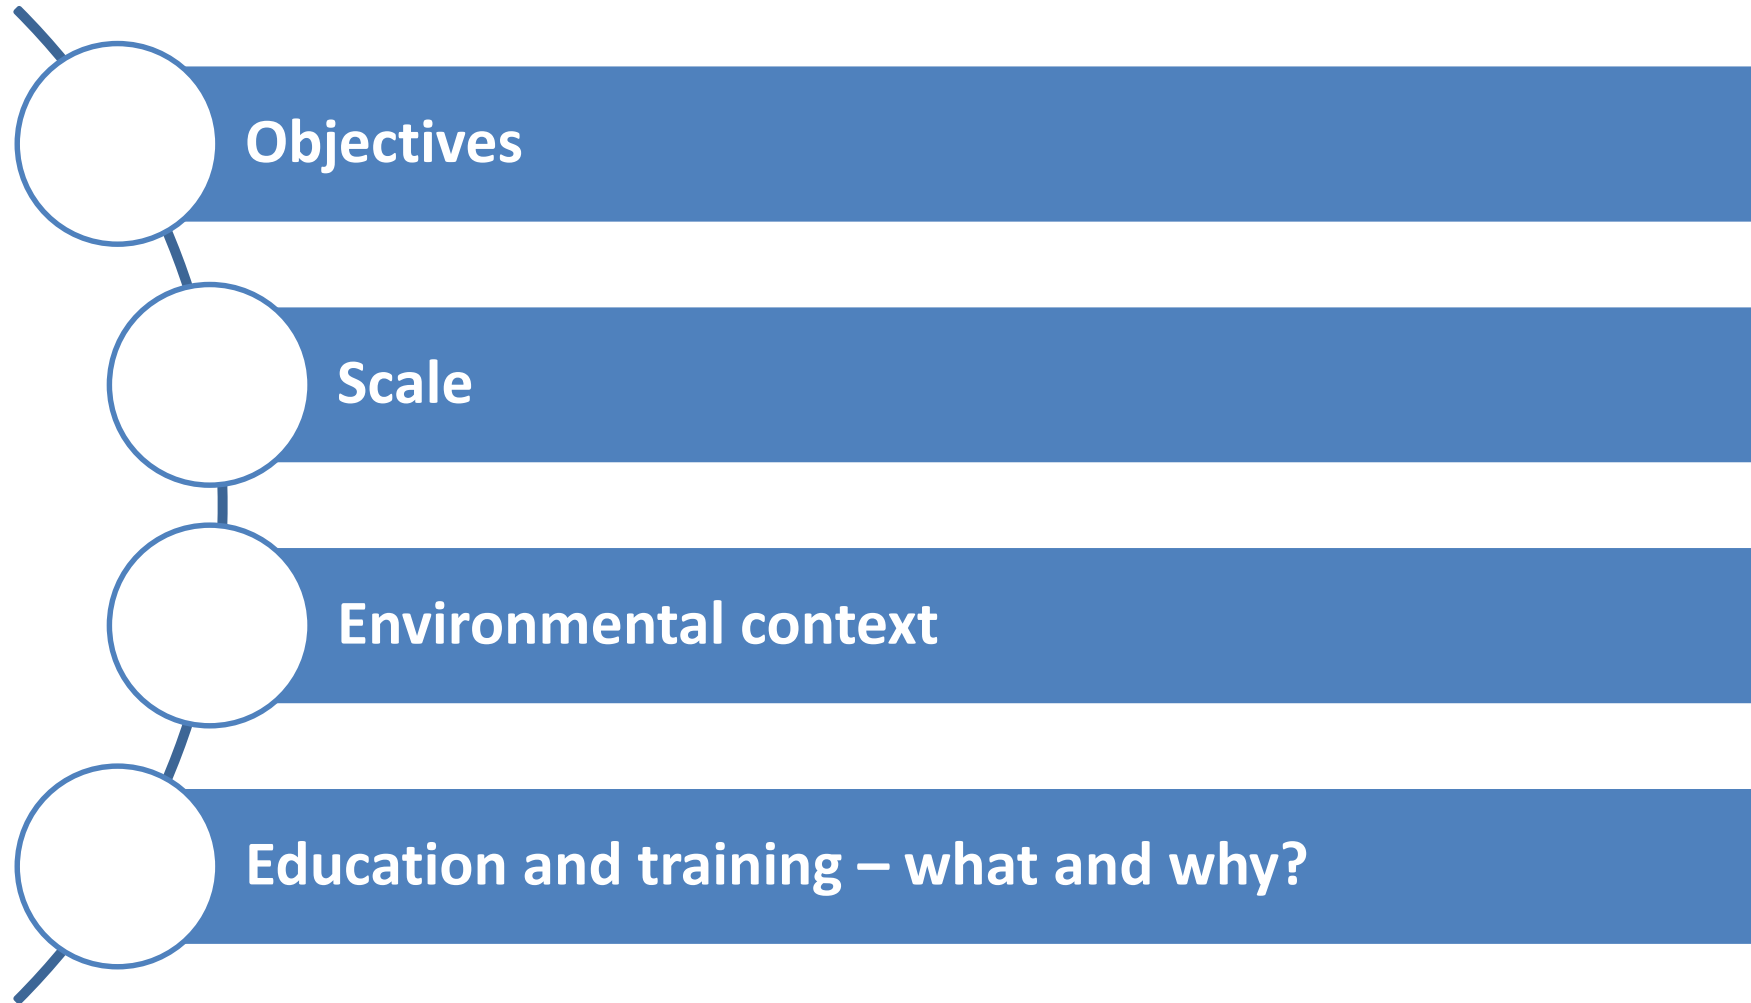 Objectives
Scale
Environmental context
Education and training – what and why?